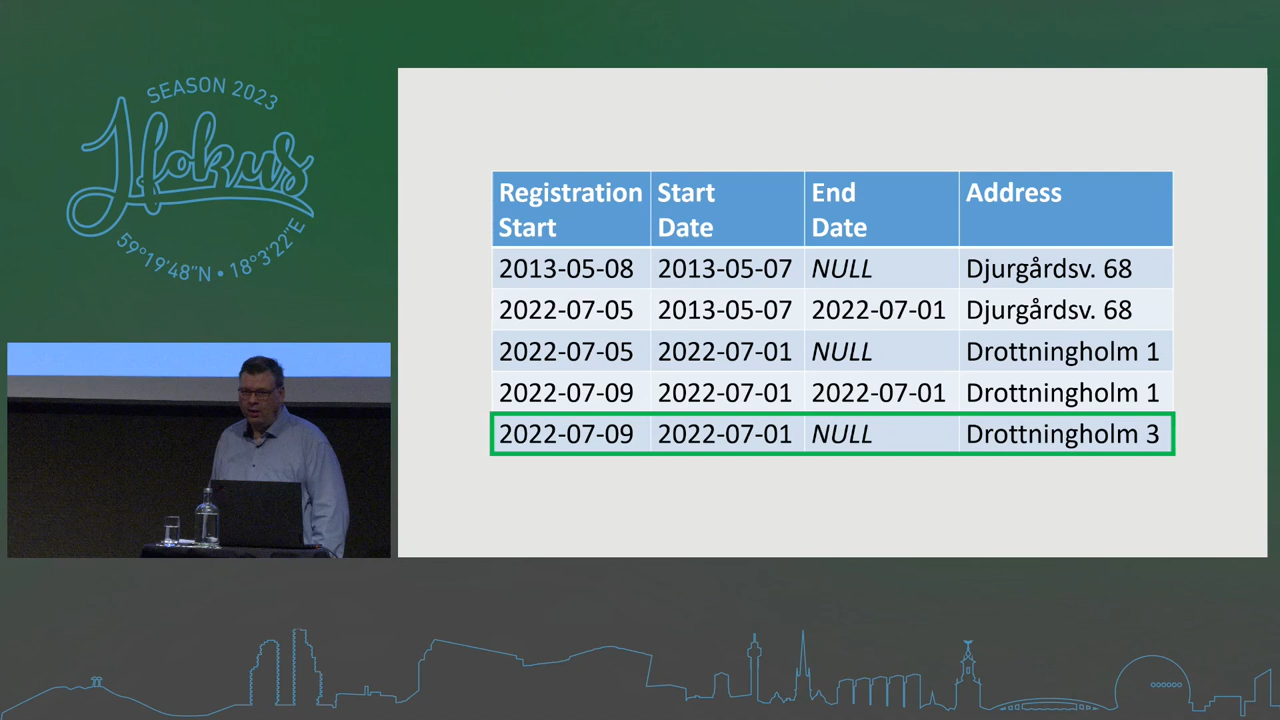 SEASON 2023
Jfokus
59°19'48"N • 18°3'22"E
Registration Start Start Date End Date Address
2013-05-08 2013-05-07 NULL Djurgårdsv. 68
2022-07-05 2013-05-07 2022-07-01 Djurgårdsv. 68
2022-07-05 2022-07-01 NULL Drottningholm 1
2022-07-09 2022-07-01 2022-07-01 Drottningholm 1
2022-07-09 2022-07-01 NULL Drottningholm 3